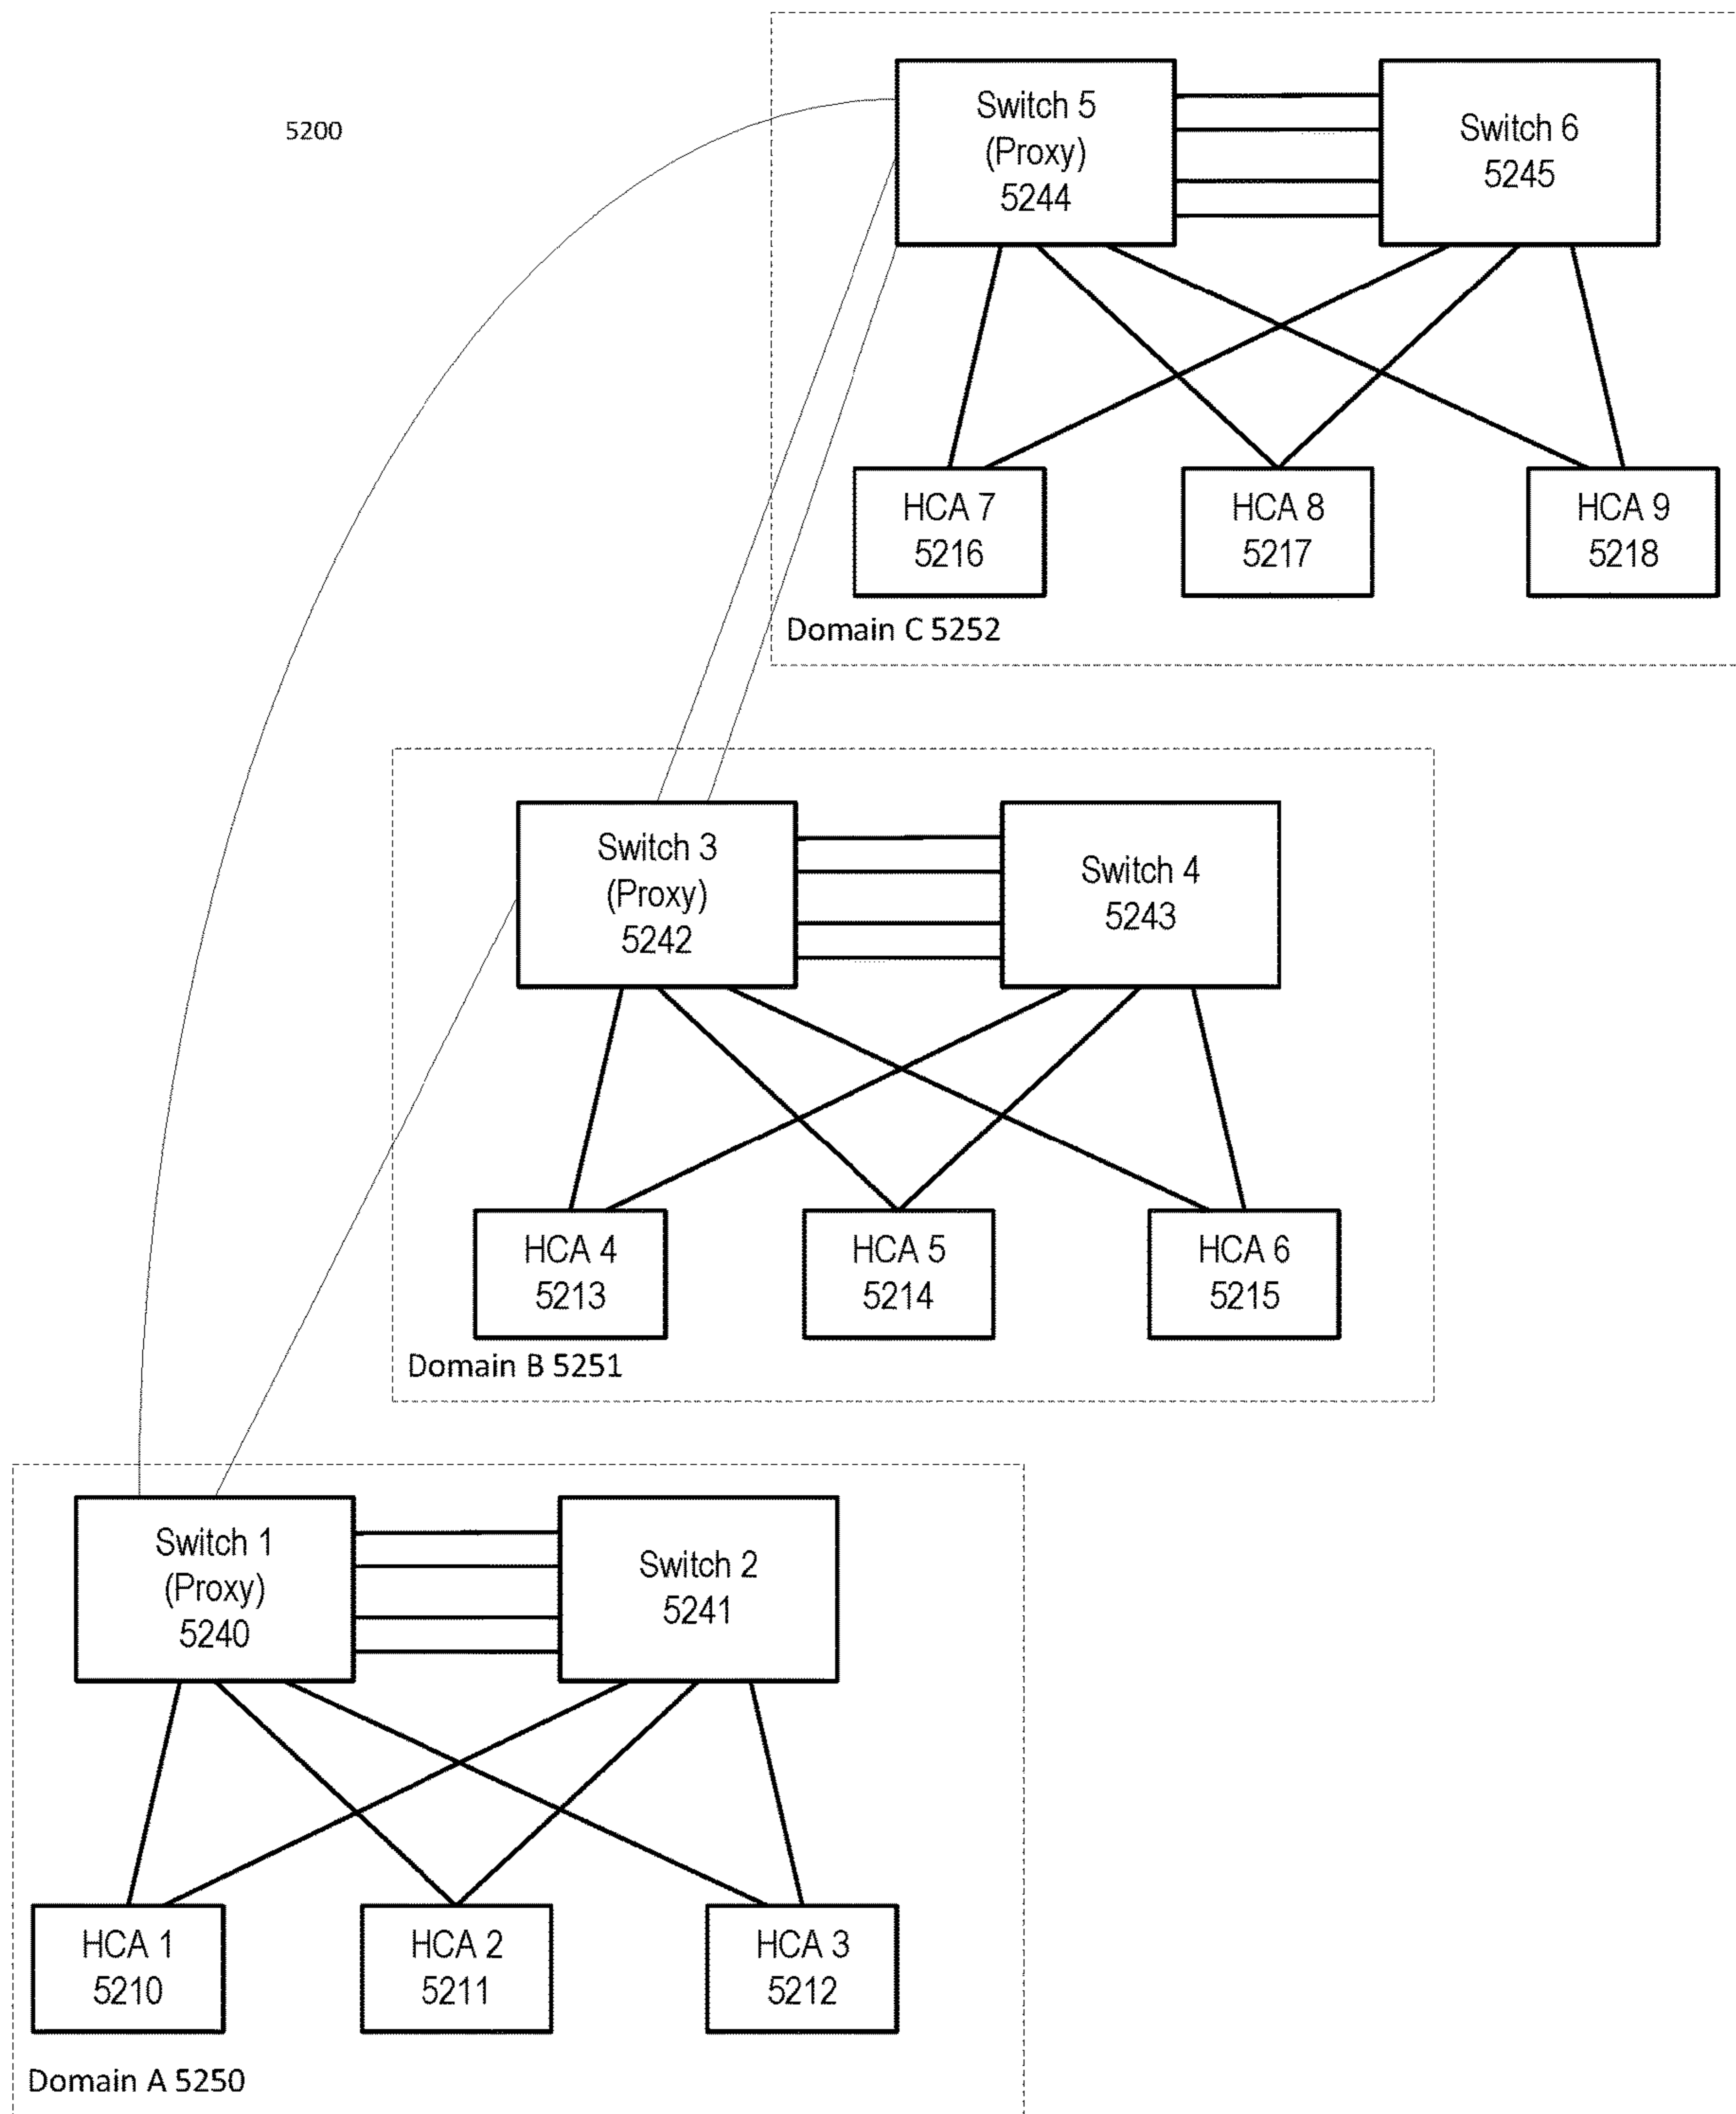 5200
Switch 5
(Proxy)
5244
Switch 6
5245
HCA 7
5216
HCA 8
5217
HCA 9
5218
Domain C 5252
Switch 3
(Proxy)
5242
Switch 4
5243
HCA 4
5213
HCA 5
5214
HCA 6
5215
Domain B 5251
Switch 1
(Proxy)
5240
Switch 2
5241
HCA 1
5210
HCA 2
5211
HCA 3
5212
Domain A 5250